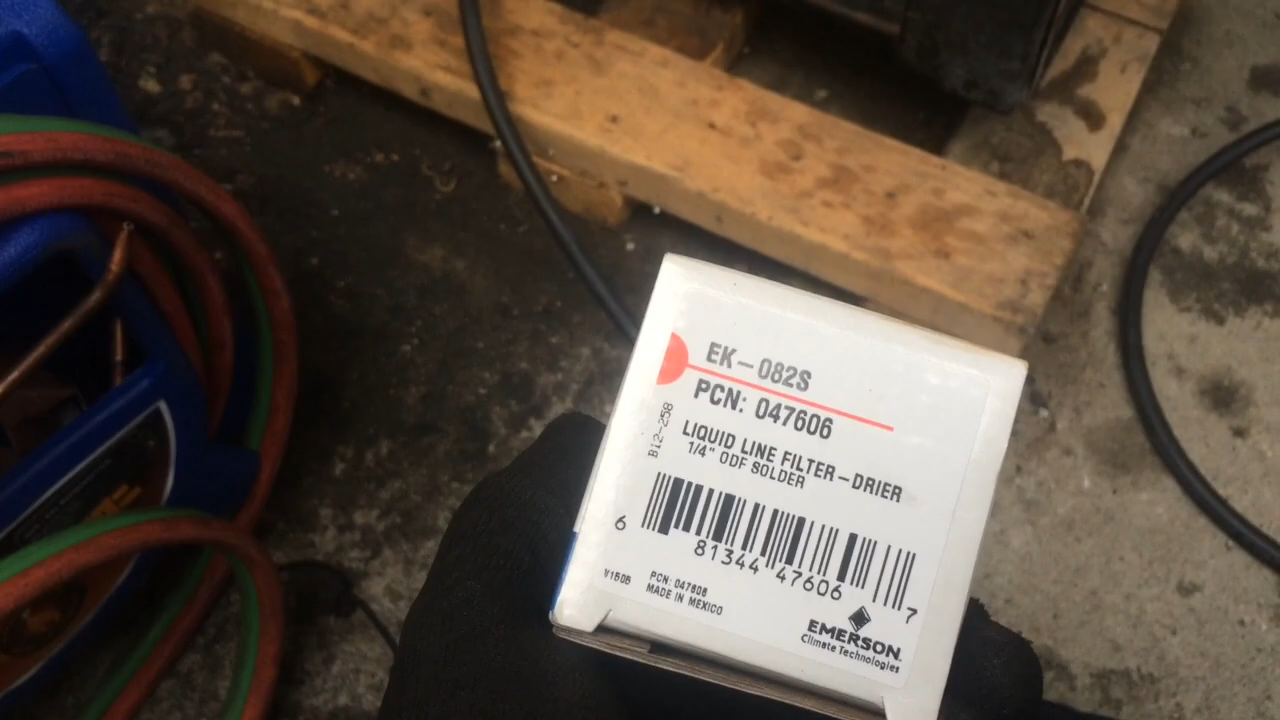 EK-082S
PCN: 047606
B12-258
LIQUID LINE FILTER-DRIER
1/4" ODF SOLDER
6 81344 47606 7
V150B
PCN: 047606
MADE IN MEXICO
EMERSON.
Climate Technologies